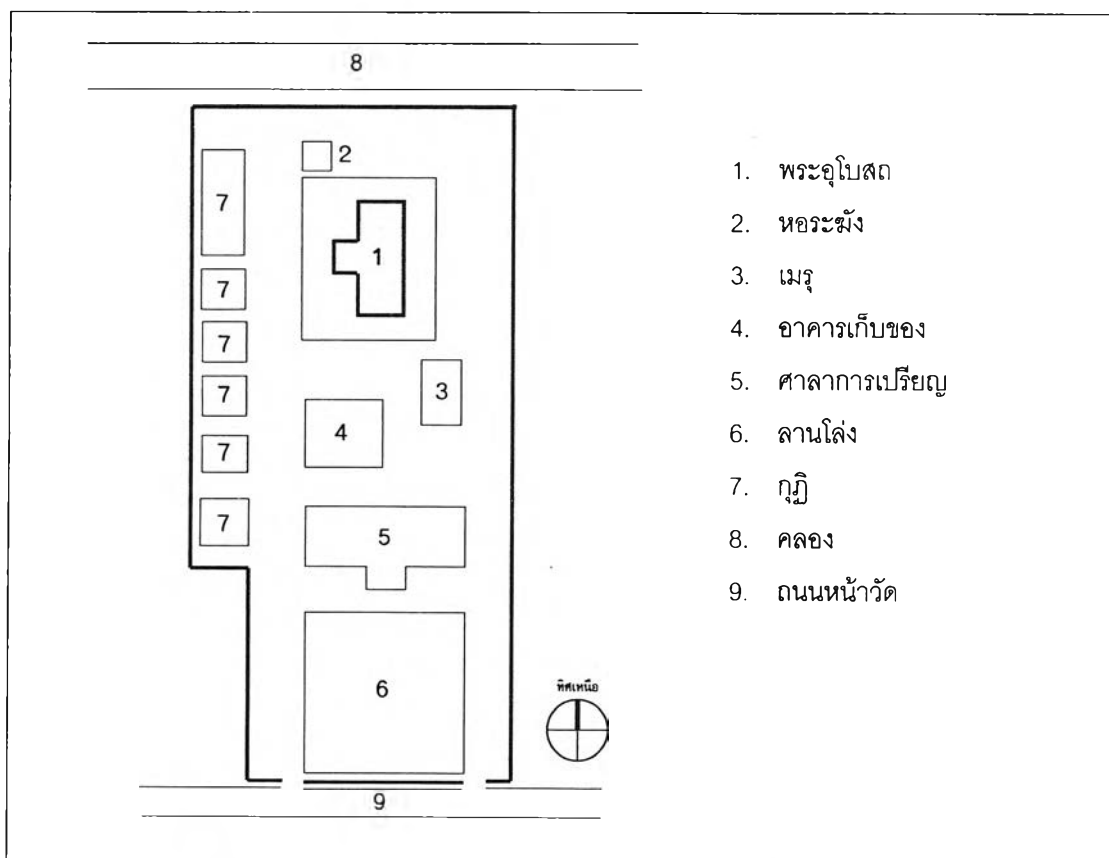 8
2
7
1
7
7
7
3
4
7
7
5
6
ทิศเหนือ
9
1. พระอุโบสถ
2. หอระฆัง
3. เมรุ
4. อาคารเก็บของ
5. ศาลาการเปรียญ
6. ลานโล่ง
7. กุฏิ
8. คลอง
9. ถนนหน้าวัด